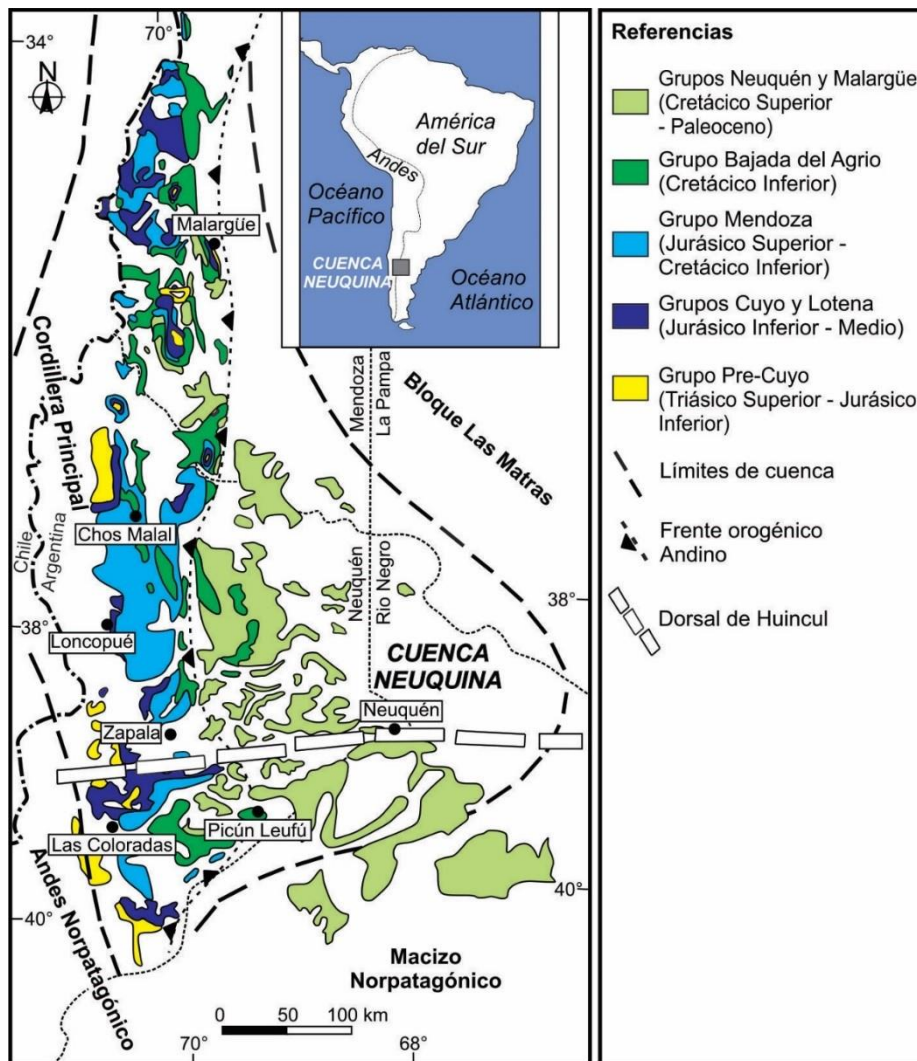 34°
70°
N
América
del Sur
Andes
Océano
Pacífico
CUENCA
NEUQUINA
Océano
Atlántico
Malargüe
Cordillera Principal
Mendoza
La Pampa
Bloque Las Matras
Chos Malal
Chile
Argentina
Neuquén
Río Negro
38°
38°
Loncopué
CUENCA
NEUQUINA
Neuquén
Zapala
Picún Leufú
Las Coloradas
Andes Norpatagónico
40°
40°
Macizo
Norpatagónico
0 50 100 km
70°
68°
Referencias
Grupos Neuquén y Malargüe
(Cretácico Superior
- Paleoceno)
Grupo Bajada del Agrio
(Cretácico Inferior)
Grupo Mendoza
(Jurásico Superior -
Cretácico Inferior)
Grupos Cuyo y Lotena
(Jurásico Inferior - Medio)
Grupo Pre-Cuyo
(Triásico Superior - Jurásico
Inferior)
Límites de cuenca
Frente orogénico
Andino
Dorsal de Huincul